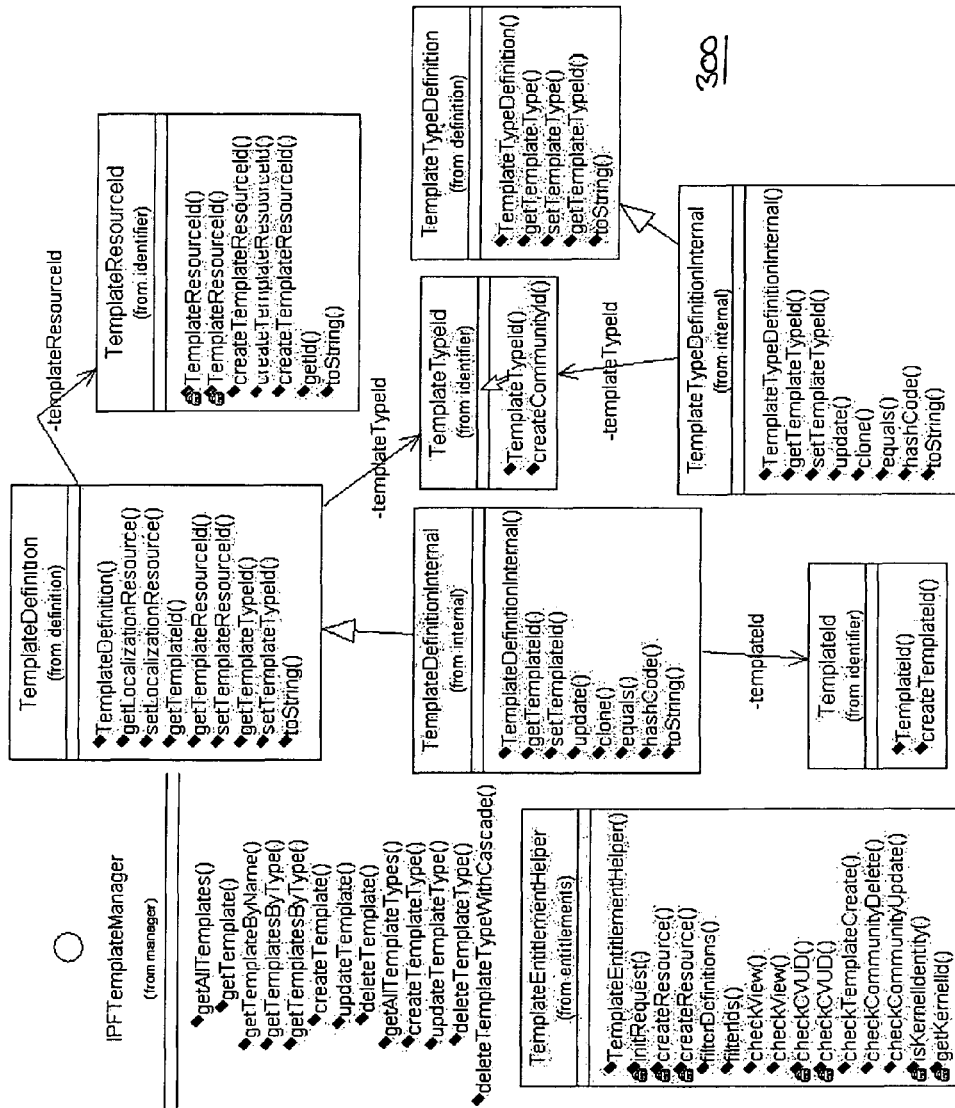 IPFTemplateManager
(from manager)
getAllTemplates()
getTemplate()
getTemplateByName()
getTemplatesByType()
getTemplatesByType()
createTemplate()
updateTemplate()
deleteTemplate()
getAllTemplateTypes()
createTemplateType()
updateTemplateType()
deleteTemplateType()
deleteTemplateTypeWithCascade()
TemplateDefinition
(from definition)
TemplateDefinition()
getLocalizationResource()
setLocalizationResource()
getTemplateId()
getTemplateResourceId()
setTemplateResourceId()
getTemplateTypeId()
setTemplateTypeId()
toString()
-templateResourceId
TemplateResourceId
(from identifier)
TemplateResourceId()
TemplateResourceId()
createTemplateResourceId()
createTemplateResourceId()
createTemplateResourceId()
getId()
toString()
-templateTypeId
TemplateEntitlementHelper
(from entitlements)
TemplateEntitlementHelper()
initRequest()
createResource()
createResource()
filterDefinitions()
filterIds()
checkView()
checkView()
checkCVUD()
checkCVUD()
checkTemplateCreate()
checkCommunityDelete()
checkCommunityUpdate()
isKernelIdentity()
getKernelId()
TemplateDefinitionInternal
(from internal)
TemplateDefinitionInternal()
getTemplateId()
setTemplateId()
update()
clone()
equals()
hashCode()
toString()
-templateId
TemplateId
(from identifier)
TemplateId()
createTemplateId()
TemplateTypeId
(from identifier)
TemplateTypeId()
createCommunityId()
-templateTypeId
TemplateTypeDefinition
(from definition)
TemplateTypeDefinition()
getTemplateType()
setTemplateType()
getTemplateTypeId()
toString()
TemplateTypeDefinitionInternal
(from internal)
TemplateTypeDefinitionInternal()
getTemplateTypeId()
setTemplateTypeId()
update()
clone()
equals()
hashCode()
toString()
300